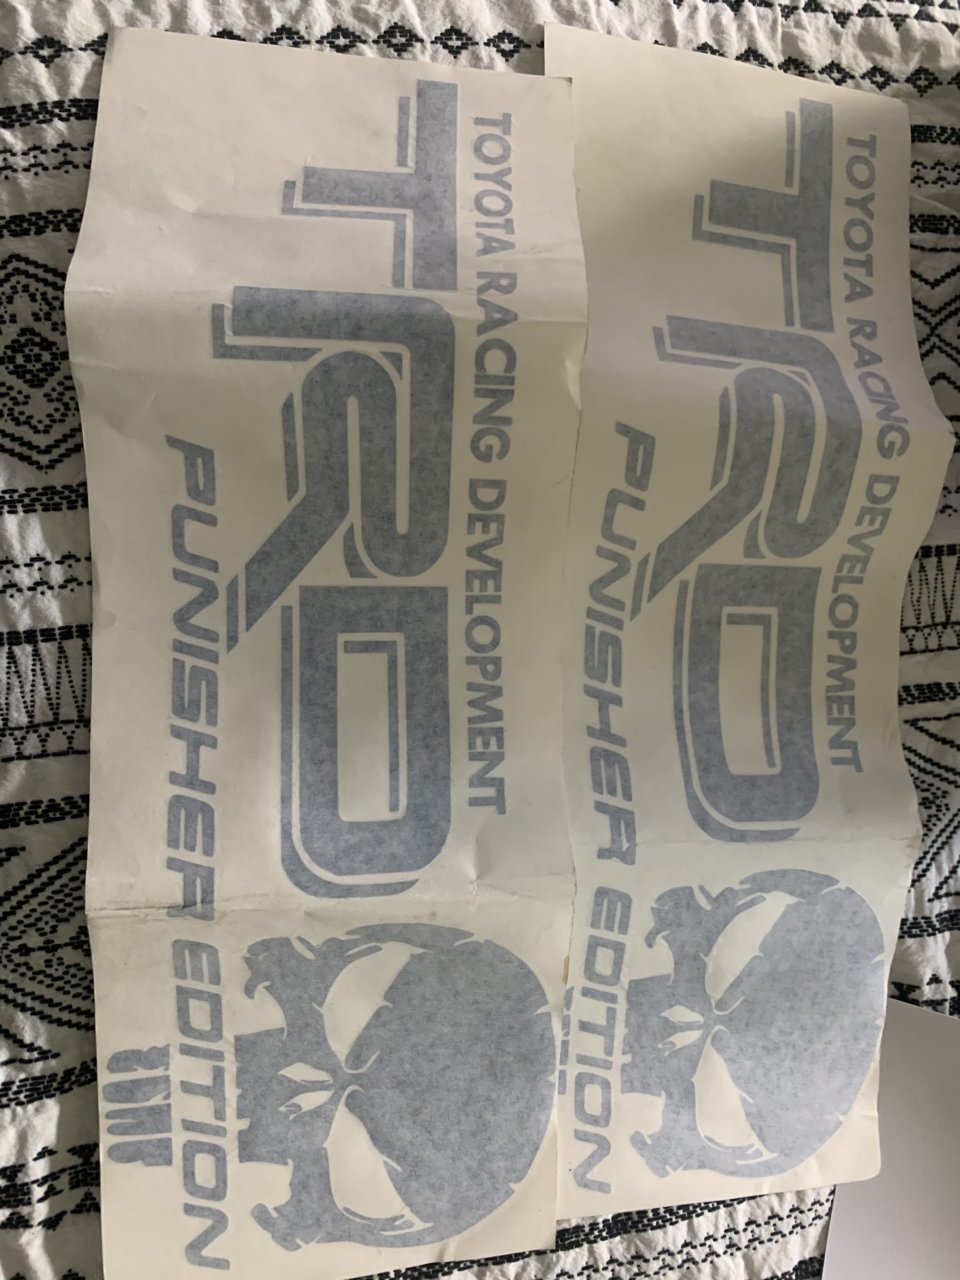 TOYOTA RACING DEVELOPMENT
TRD
PUNISHER EDITION
TOYOTA RACING DEVELOPMENT
TRD
PUNISHER EDITION